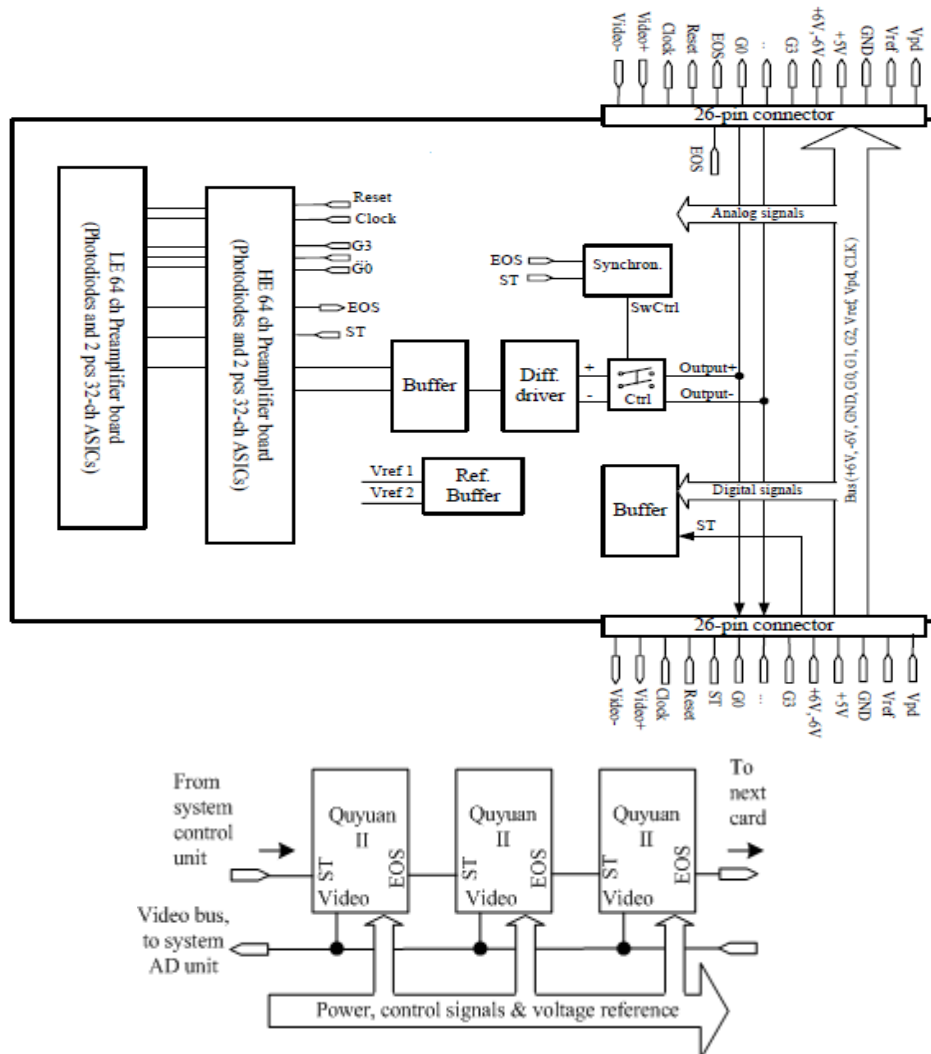 Video-
Video+
Clock
Reset
EOS
G0
..
G3
+6V,-6V
+5V
GND
Vref
Vpd
26-pin connector
EOS
Analog signals
LE 64 ch Preamplifier board
(Photodiodes and 2 pcs 32-ch ASICs)
HE 64 ch Preamplifier board
(Photodiodes and 2 pcs 32-ch ASICs)
Reset
Clock
G3
...
G0
EOS
ST
EOS
ST
Synchron.
SwCtrl
Buffer
Diff.
driver
+
-
Ctrl
Output+
Output-
Vref 1
Vref 2
Ref.
Buffer
Buffer
Digital signals
ST
Bus(+6V, -6V, GND, G0, G1, G2, Vref, Vpd, CLK)
26-pin connector
Video-
Video+
Clock
Reset
ST
G0
..
G3
+6V,-6V
+5V
GND
Vref
Vpd
From
system
control
unit
Quyuan
II
ST
EOS
Video
Quyuan
II
ST
EOS
Video
Quyuan
II
ST
EOS
Video
To
next
card
Video bus,
to system
AD unit
Power, control signals & voltage reference